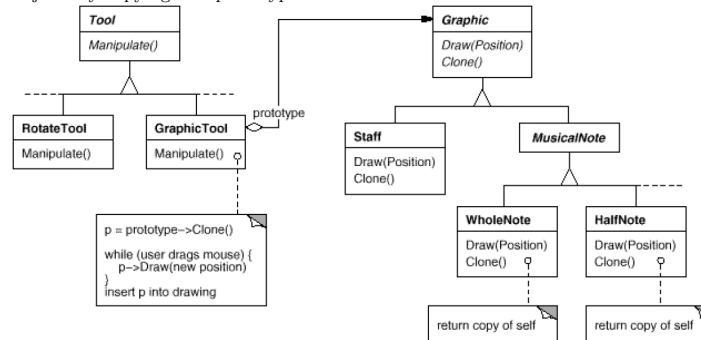 Tool
Manipulate()
Graphic
Draw(Position)
Clone()
prototype
RotateTool
Manipulate()
GraphicTool
Manipulate()
Staff
Draw(Position)
Clone()
MusicalNote
p = prototype->Clone()
while (user drags mouse) {
p->Draw(new position)
}
insert p into drawing
WholeNote
Draw(Position)
Clone()
HalfNote
Draw(Position)
Clone()
return copy of self
return copy of self